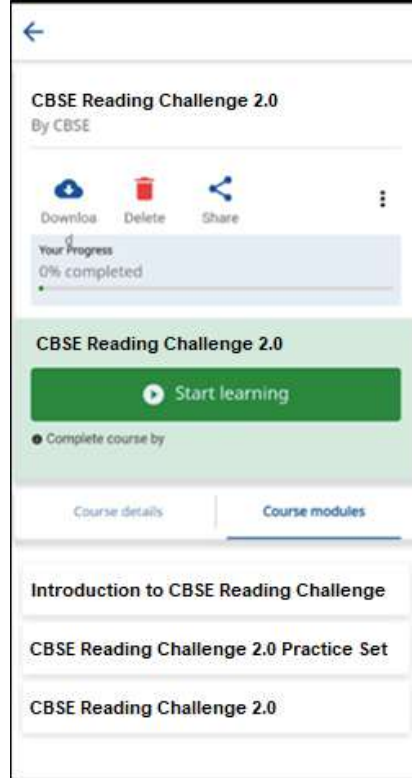 CBSE Reading Challenge 2.0
By CBSE
Downloa
d
Delete
Share
Your Progress
0% completed
CBSE Reading Challenge 2.0
Start learning
Complete course by
Course details
Course modules
Introduction to CBSE Reading Challenge
CBSE Reading Challenge 2.0 Practice Set
CBSE Reading Challenge 2.0